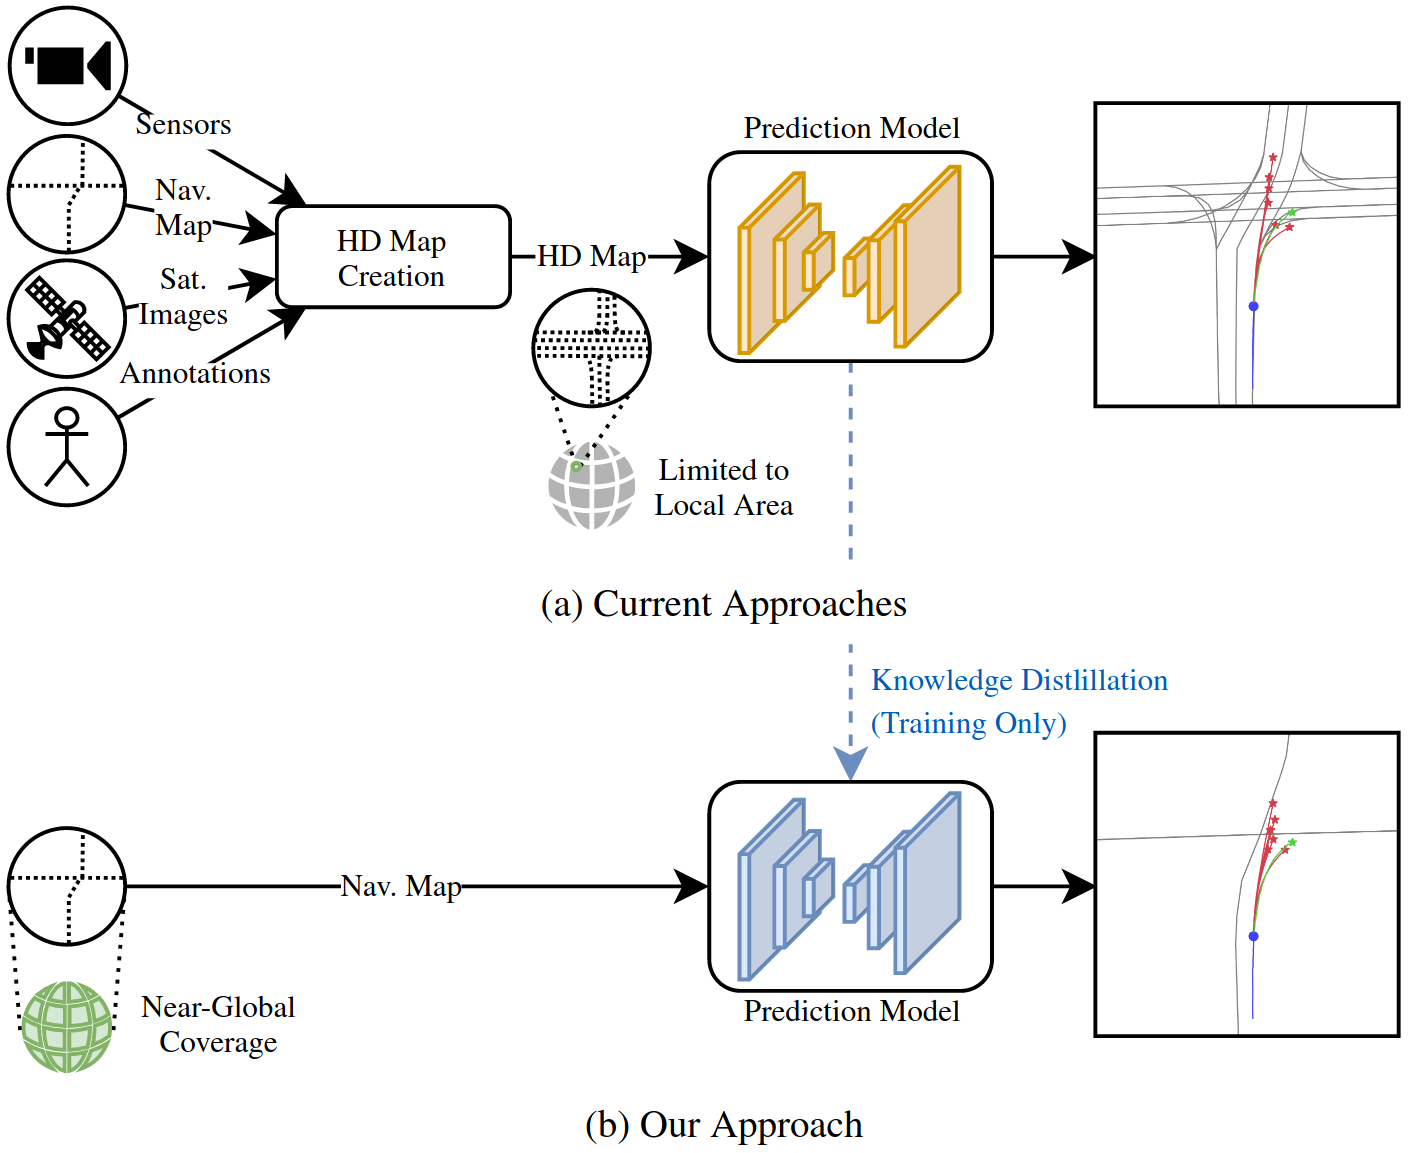 Sensors
Nav.
Map
Sat.
Images
Annotations
HD Map
Creation
HD Map
Limited to
Local Area
Prediction Model
(a) Current Approaches
Knowledge Distlillation
(Training Only)
Nav. Map
Near-Global
Coverage
Prediction Model
(b) Our Approach